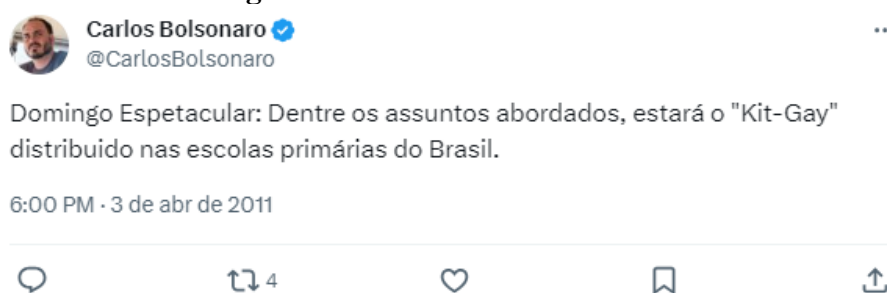 Carlos Bolsonaro
@CarlosBolsonaro
Domingo Espetacular: Dentre os assuntos abordados, estará o "Kit-Gay"
distribuido nas escolas primárias do Brasil.
6:00 PM · 3 de abr de 2011
4